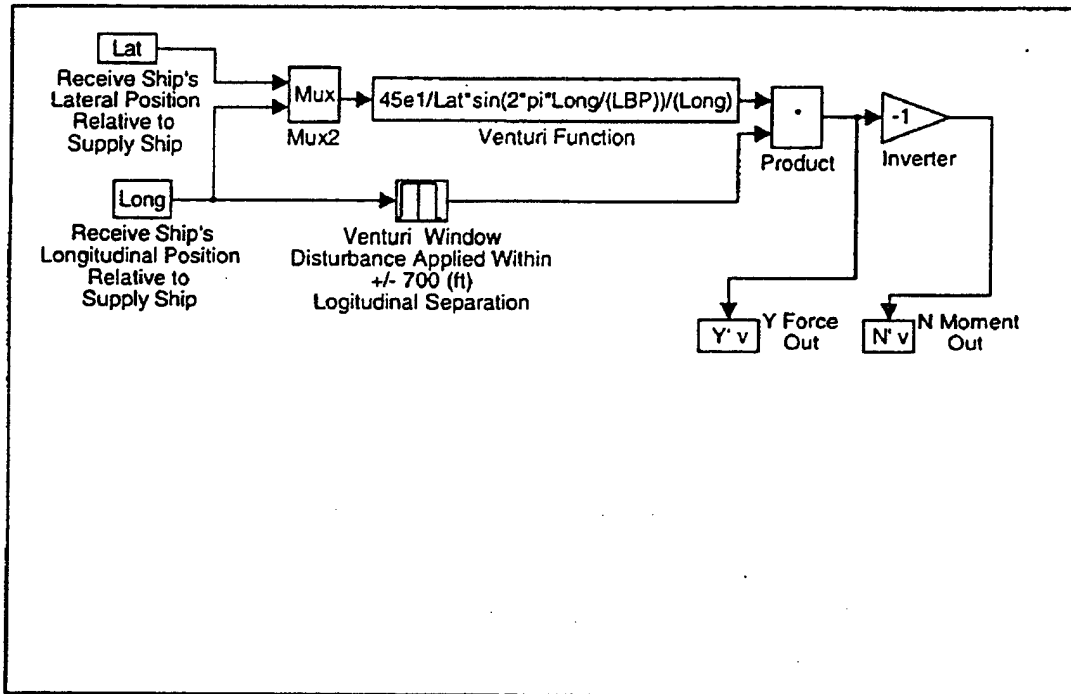 Lat
Receive Ship's
Lateral Position
Relative to
Supply Ship
Mux
Mux2
45e1/Lat*sin(2*pi*Long/(LBP))/(Long)
Venturi Function
*
Product
-1
Inverter
Long
Receive Ship's
Longitudinal Position
Relative to
Supply Ship
Venturi Window
Disturbance Applied Within
+/- 700 (ft)
Logitudinal Separation
Y' v
Y Force
Out
N' v
N Moment
Out